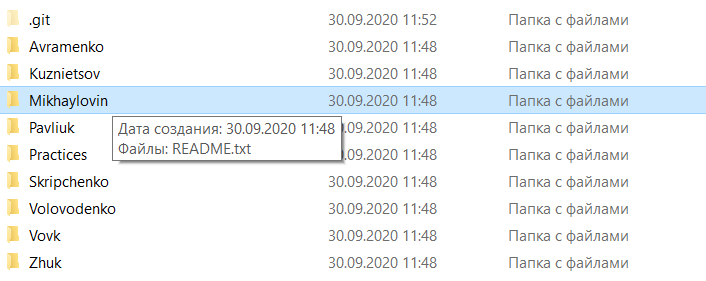 .git 30.09.2020 11:52 Папка с файлами
Avramenko 30.09.2020 11:48 Папка с файлами
Kuznietsov 30.09.2020 11:48 Папка с файлами
Mikhaylovin 30.09.2020 11:48 Папка с файлами
Pavliuk 30.09.2020 11:48 Папка с файлами
Дата создания: 30.09.2020 11:48
Файлы: README.txt
Practices 30.09.2020 11:48 Папка с файлами
Skripchenko 30.09.2020 11:48 Папка с файлами
Volovodenko 30.09.2020 11:48 Папка с файлами
Vovk 30.09.2020 11:48 Папка с файлами
Zhuk 30.09.2020 11:48 Папка с файлами